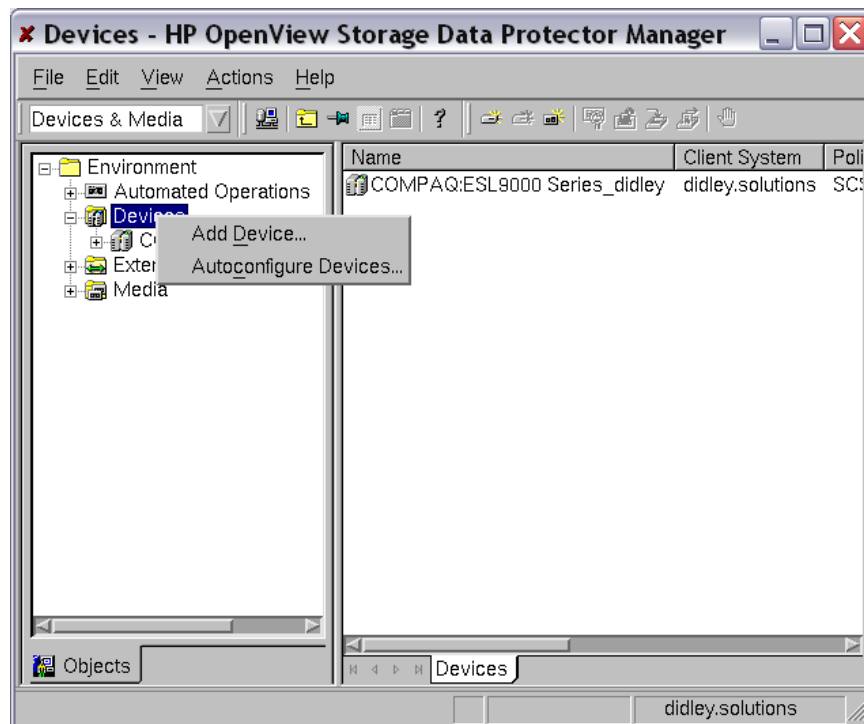 Devices - HP OpenView Storage Data Protector Manager
File Edit View Actions Help
Devices & Media
?
Environment
Automated Operations
Devices
Add Device...
Autoconfigure Devices...
Media
Name Client System
COMPAQ:ESL9000 Series_didley didley.solutions
Objects
Devices
didley.solutions